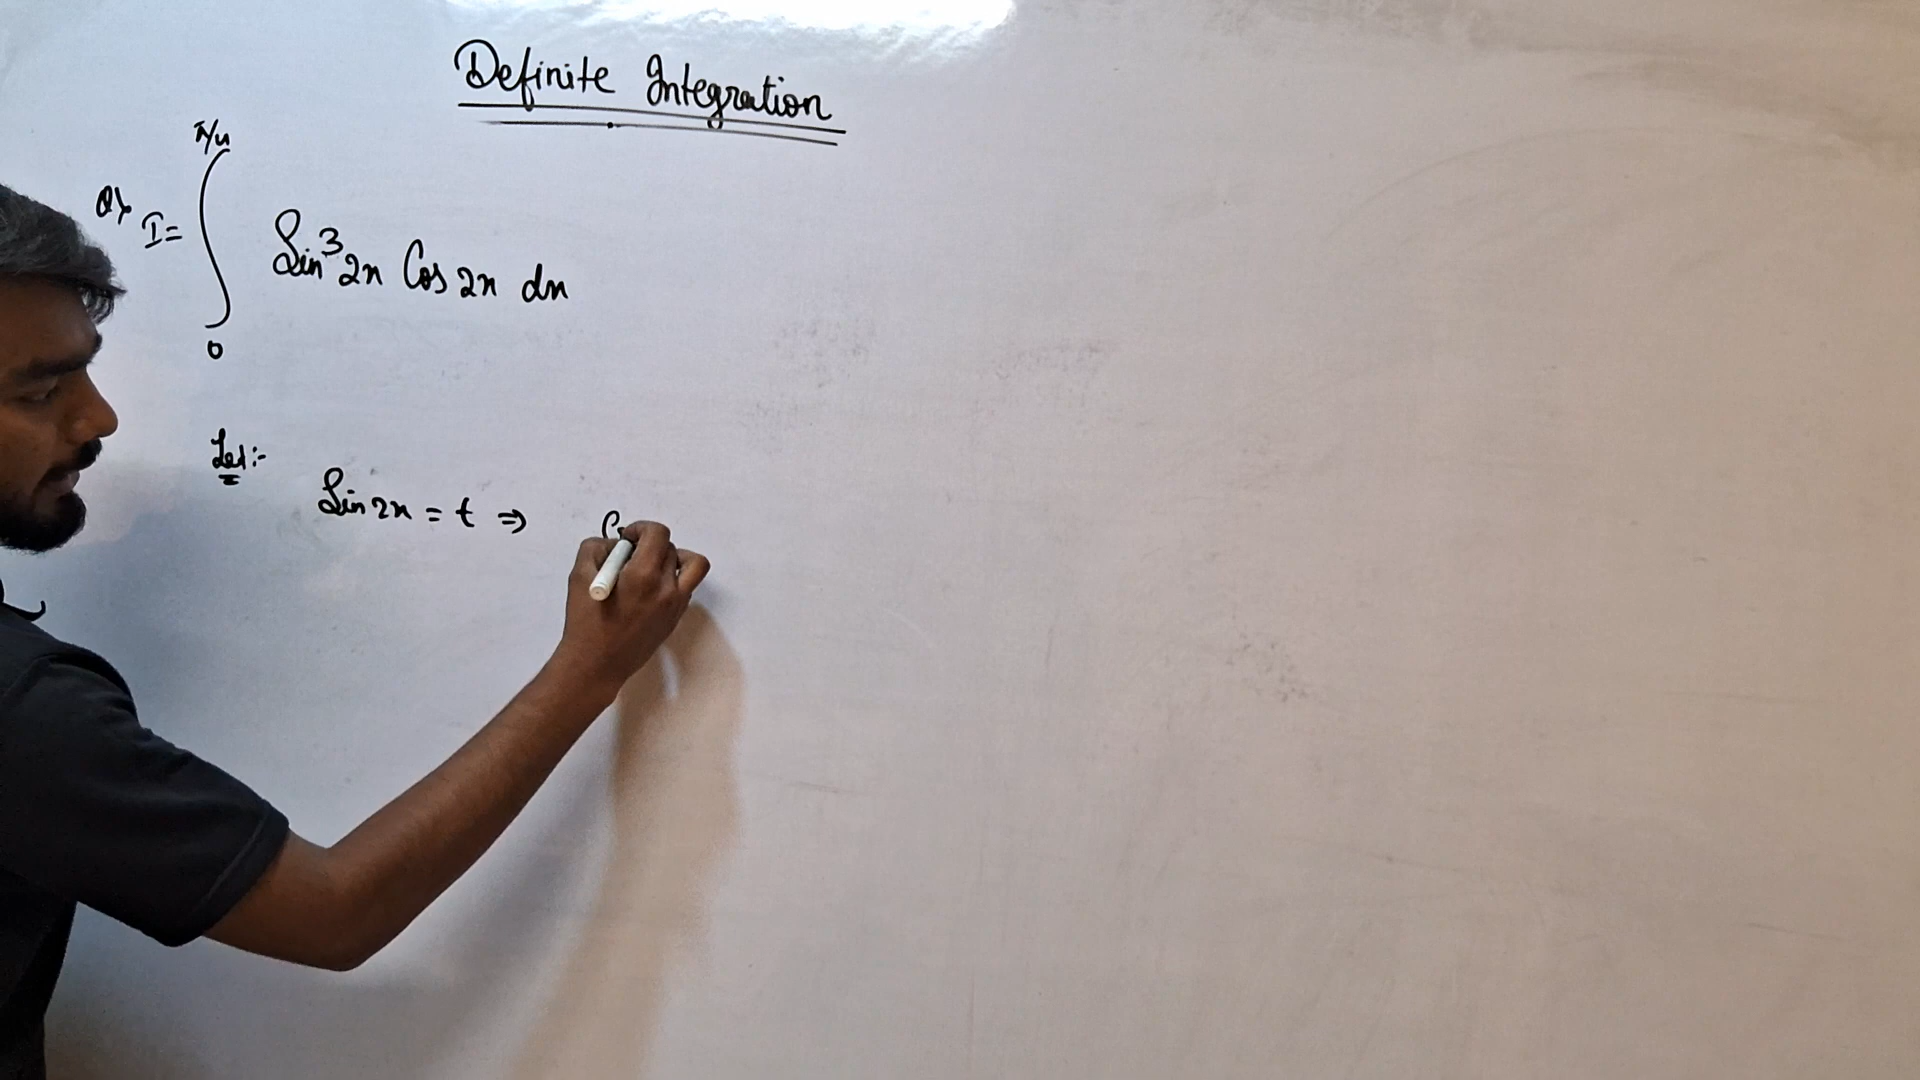 Definite Integration
π/4
Q) I = ∫ Sin³2x Cos 2x dx
0
Let:-
Sin 2x = t ⇒